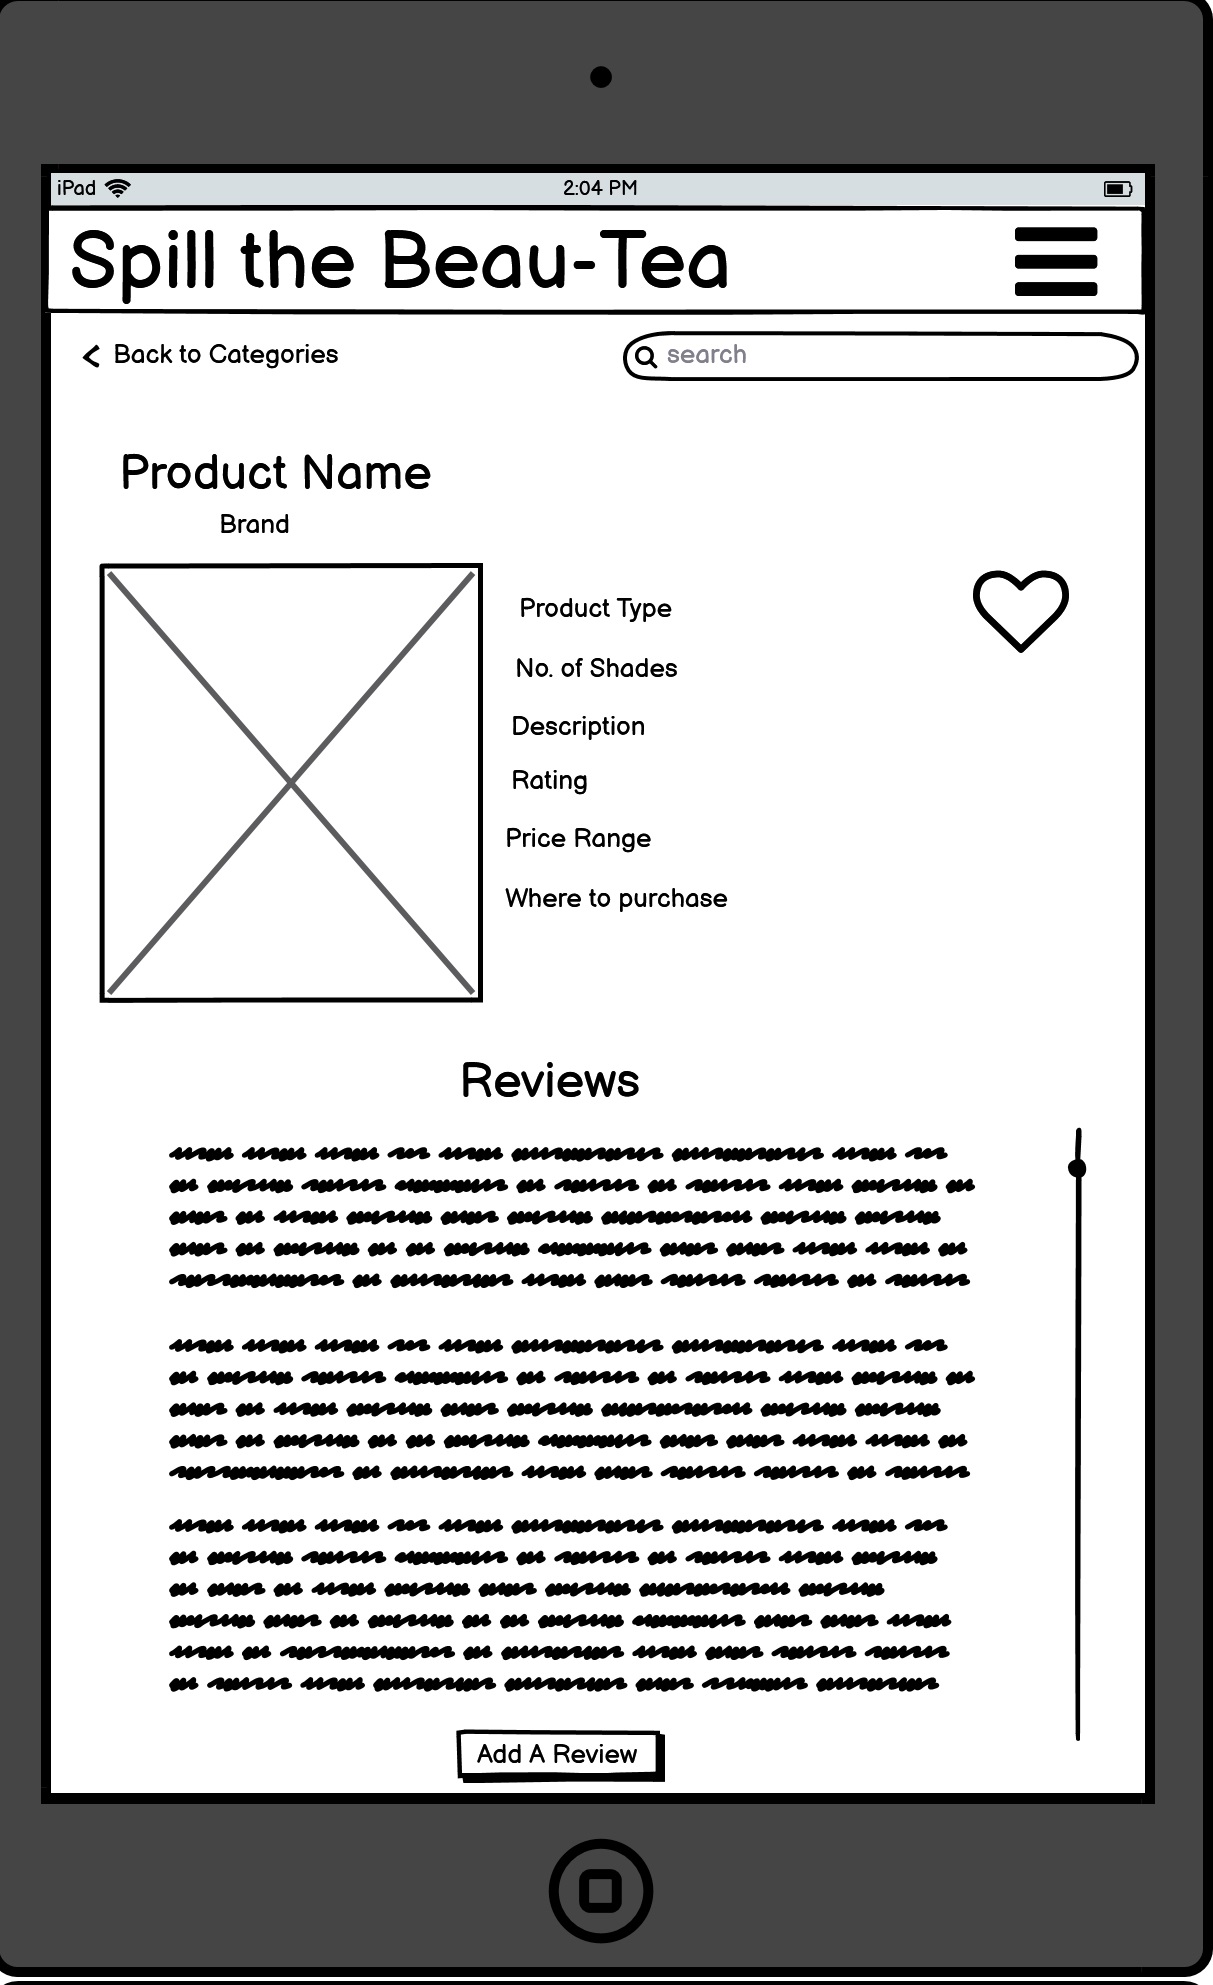 iPad 2:04 PM
Spill the Beau-Tea
Back to Categories search
Product Name
Brand
Product Type
No. of Shades
Description
Rating
Price Range
Where to purchase
Reviews
Add A Review